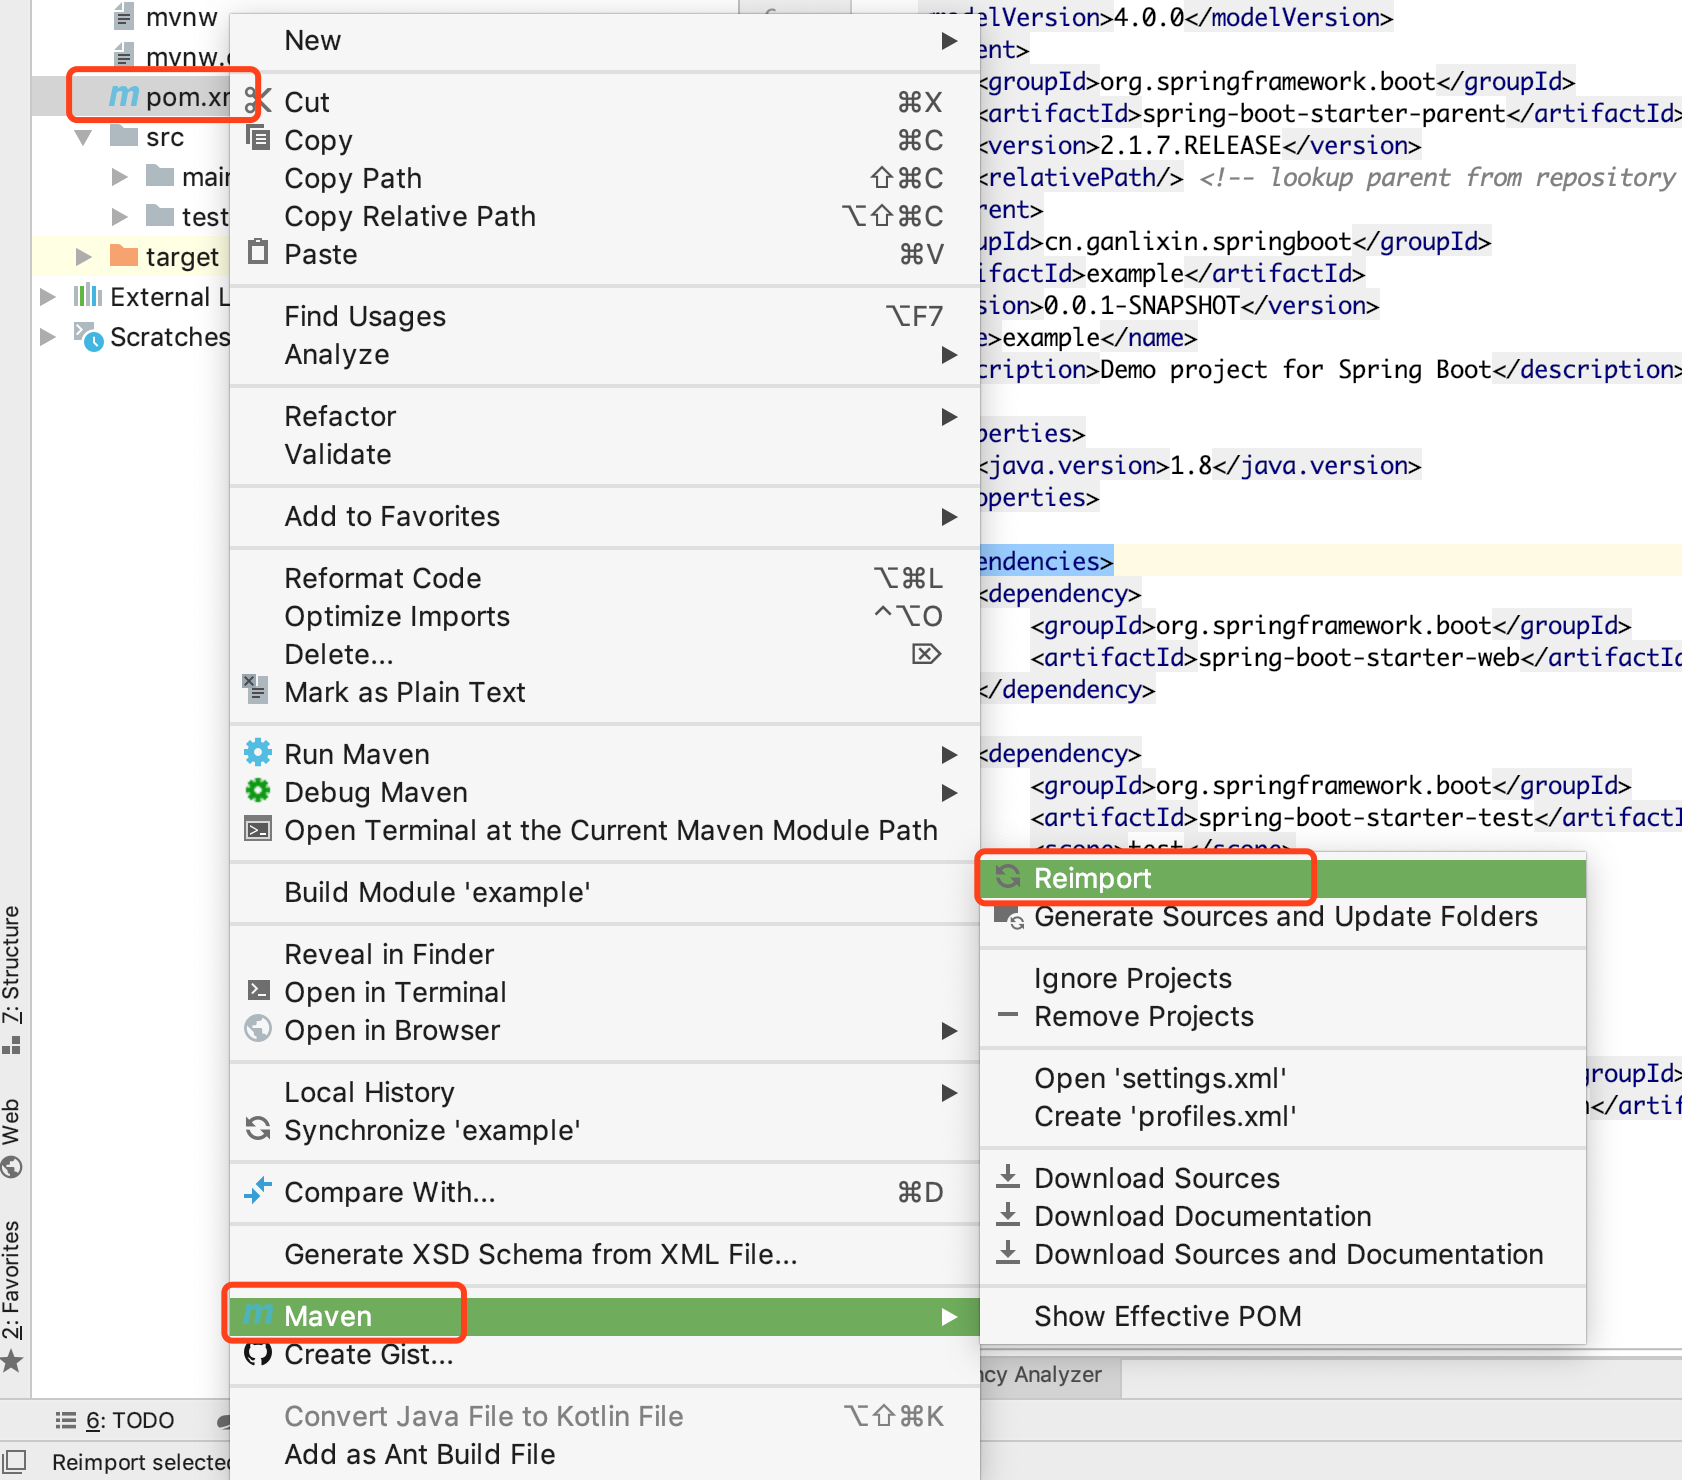 mvnw
mvnw.
pom.x
src
main
test
target
External L
Scratches
New
Cut ⌘X
Copy ⌘C
Copy Path ⇧⌘C
Copy Relative Path ⌥⇧⌘C
Paste ⌘V
Find Usages ⌥F7
Analyze
Refactor
Validate
Add to Favorites
Reformat Code ⌥⌘L
Optimize Imports ^⌥O
Delete... ⌦
Mark as Plain Text
Run Maven
Debug Maven
Open Terminal at the Current Maven Module Path
Build Module 'example'
Reveal in Finder
Open in Terminal
Open in Browser
Local History
Synchronize 'example'
Compare With... ⌘D
Generate XSD Schema from XML File...
Maven
Create Gist...
Convert Java File to Kotlin File ⌥⇧⌘K
Add as Ant Build File
Reimport
Generate Sources and Update Folders
Ignore Projects
Remove Projects
Open 'settings.xml'
Create 'profiles.xml'
Download Sources
Download Documentation
Download Sources and Documentation
Show Effective POM
elVersion>4.0.0</modelVersion>
ent>
<groupId>org.springframework.boot</groupId>
<artifactId>spring-boot-starter-parent</artifactId>
<version>2.1.7.RELEASE</version>
<relativePath/> <!-- lookup parent from repository
rent>
upId>cn.ganlixin.springboot</groupId>
ifactId>example</artifactId>
sion>0.0.1-SNAPSHOT</version>
e>example</name>
cription>Demo project for Spring Boot</description>
perties>
<java.version>1.8</java.version>
operties>
endencies>
<dependency>
<groupId>org.springframework.boot</groupId>
<artifactId>spring-boot-starter-web</artifactId
</dependency>
<dependency>
<groupId>org.springframework.boot</groupId>
<artifactId>spring-boot-starter-test</artifactI
<scope>test</scope>
groupId>
</artif
ncy Analyzer
7: Structure
Web
2: Favorites
6: TODO
Reimport selected